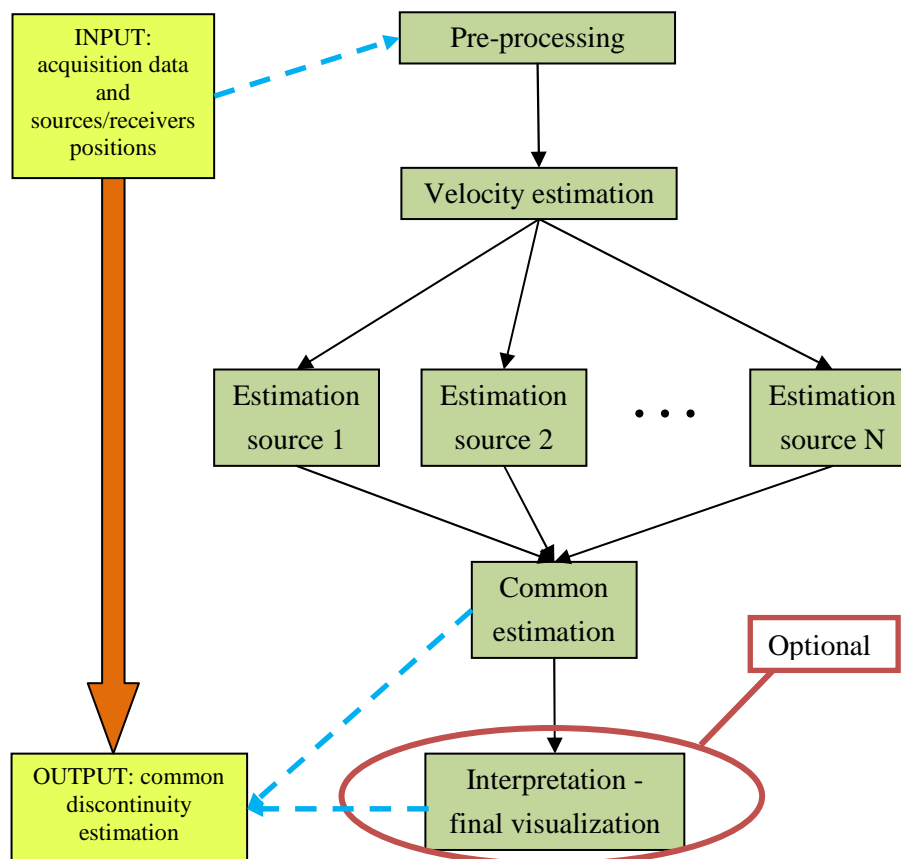 INPUT:
acquisition data
and
sources/receivers
positions
Pre-processing
Velocity estimation
Estimation
source 1
Estimation
source 2
. . .
Estimation
source N
Common
estimation
Optional
OUTPUT: common
discontinuity
estimation
Interpretation -
final visualization